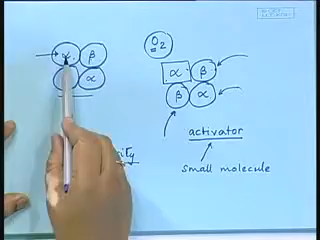 O2
α β
α
α β
β α
activator
small molecule